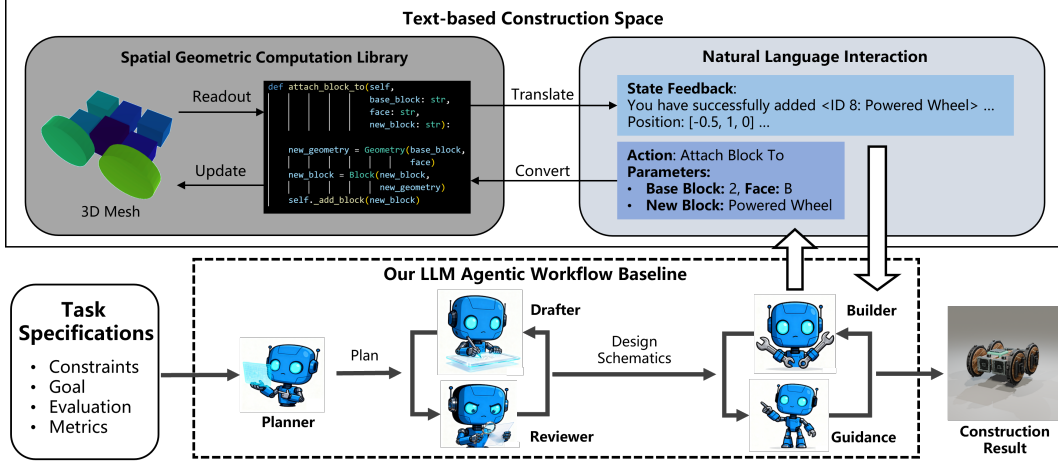 Text-based Construction Space
Spatial Geometric Computation Library
Readout
Update
3D Mesh
def attach_block_to(self,
base_block: str,
face: str,
new_block: str):
new_geometry = Geometry(base_block,
face)
new_block = Block(new_block,
new_geometry)
self._add_block(new_block)
Translate
Convert
Natural Language Interaction
State Feedback:
You have successfully added <ID 8: Powered Wheel> ...
Position: [-0.5, 1, 0] ...
Action: Attach Block To
Parameters:
• Base Block: 2, Face: B
• New Block: Powered Wheel
Our LLM Agentic Workflow Baseline
Task
Specifications
• Constraints
• Goal
• Evaluation
• Metrics
Planner
Plan
Drafter
Reviewer
Design
Schematics
Builder
Guidance
Construction
Result